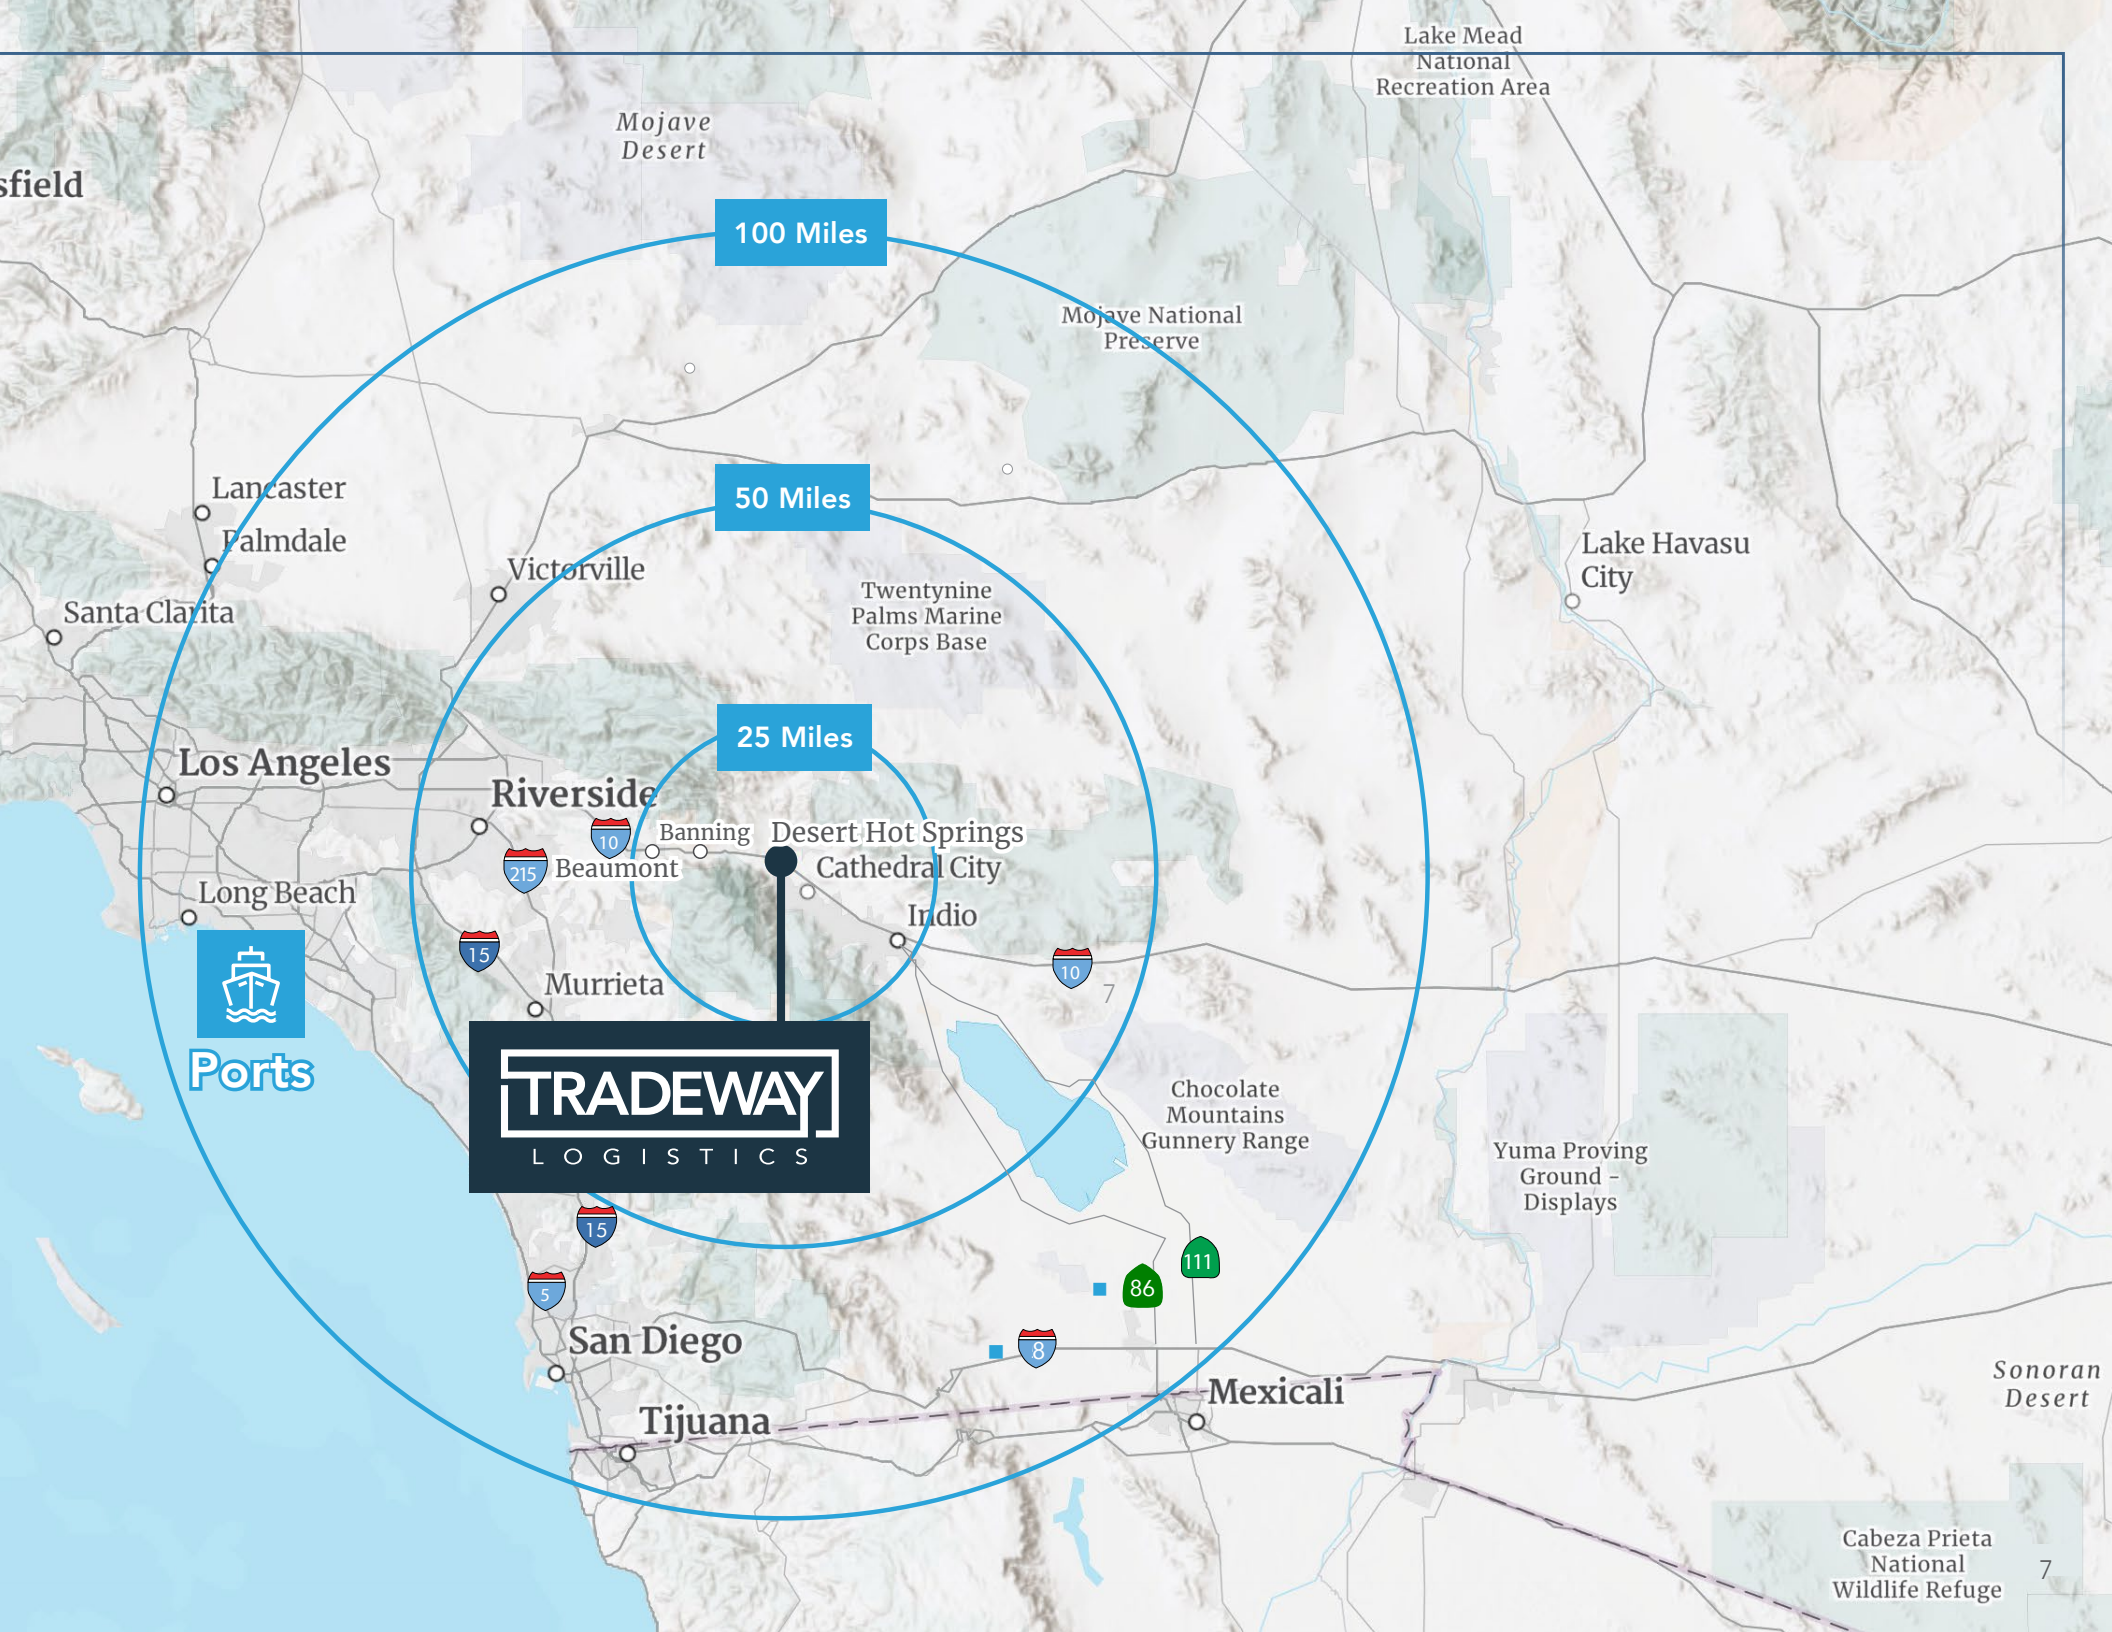 Lake Mead
National
Recreation Area
Mojave
Desert
sfield
100 Miles
Mojave National
Preserve
Lancaster
50 Miles
Palmdale
Lake Havasu
City
Victorville
Twentynine
Palms Marine
Corps Base
Santa Clarita
25 Miles
Los Angeles
Riverside
10
Banning
Desert Hot Springs
215
Beaumont
Cathedral City
Long Beach
Indio
15
10
7
Murrieta
Ports
TRADEWAY
LOGISTICS
Chocolate
Mountains
Gunnery Range
Yuma Proving
Ground -
Displays
15
111
86
5
San Diego
8
Mexicali
Tijuana
Sonoran
Desert
Cabeza Prieta
National
Wildlife Refuge
7